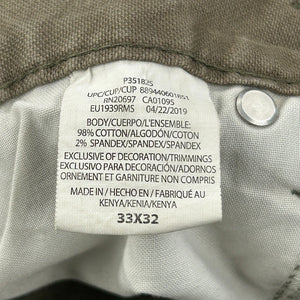 P351825
UPC/CUP/CUP 889440601851
RN20697 CA01095
EU1939RMS 04/22/2019
BODY/CUERPO/L'ENSEMBLE:
98% COTTON/ALGODÓN/COTON
2% SPANDEX/SPANDEX/SPANDEX
EXCLUSIVE OF DECORATION/TRIMMINGS
EXCLUSIVO PARA DECORACIÓN/ADORNOS
ORNEMENT ET GARNITURE NON COMPRIS
MADE IN / HECHO EN / FABRIQUÉ AU
KENYA/KENIA/KENYA
33X32